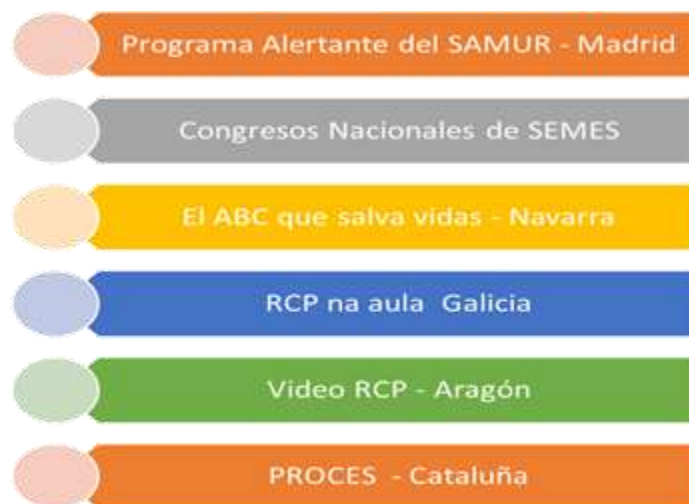 Programa Alertante del SAMUR - Madrid
Congresos Nacionales de SEMES
El ABC que salva vidas - Navarra
RCP na aula Galicia
Video RCP - Aragón
PROCES - Cataluña